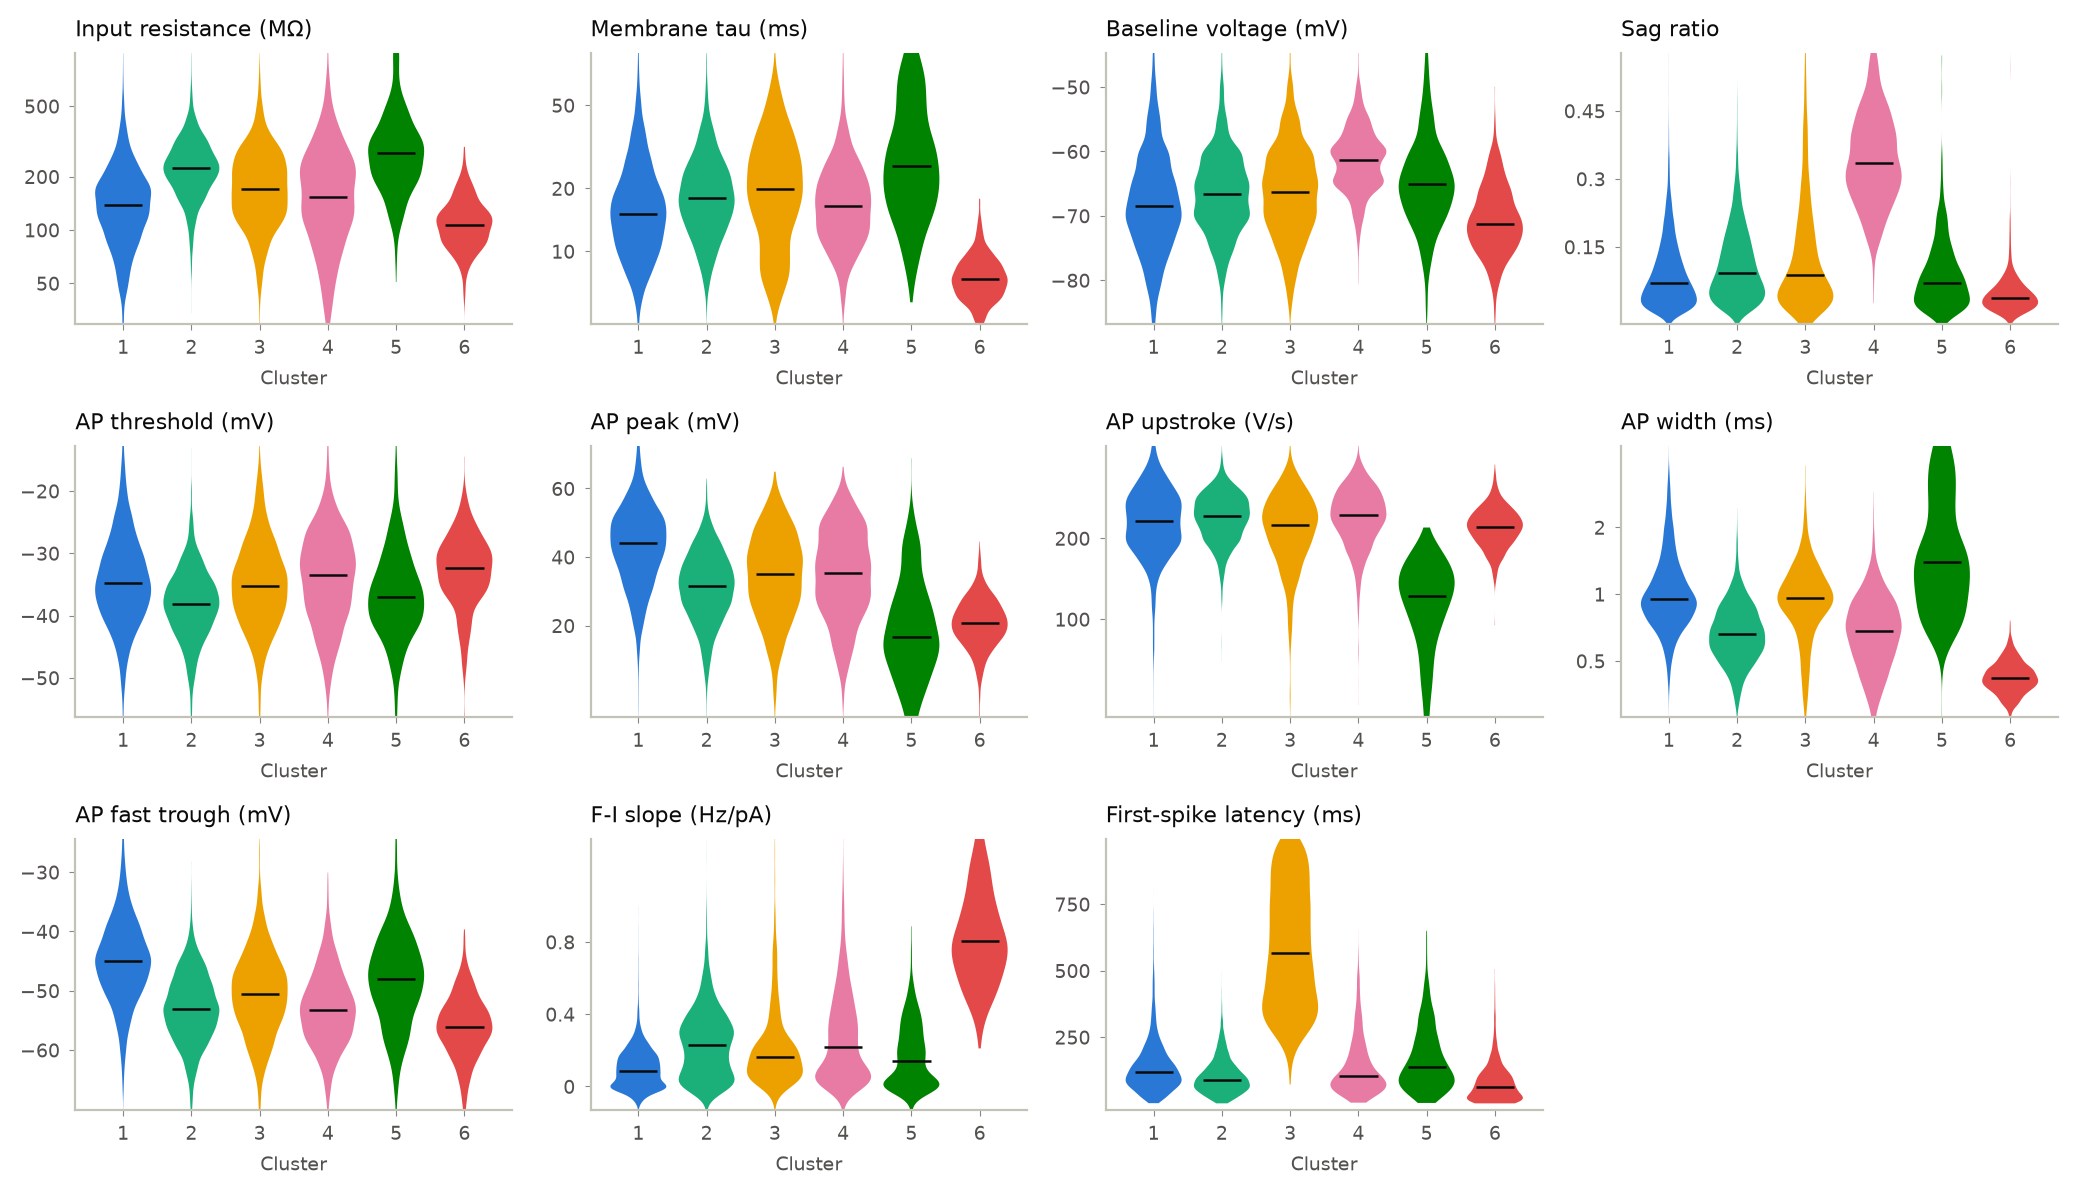 Input resistance (MΩ)
500
200
100
50
1 2 3 4 5 6
Cluster
Membrane tau (ms)
50
20
10
1 2 3 4 5 6
Cluster
Baseline voltage (mV)
−50
−60
−70
−80
1 2 3 4 5 6
Cluster
Sag ratio
0.45
0.3
0.15
1 2 3 4 5 6
Cluster
AP threshold (mV)
−20
−30
−40
−50
1 2 3 4 5 6
Cluster
AP peak (mV)
60
40
20
1 2 3 4 5 6
Cluster
AP upstroke (V/s)
200
100
1 2 3 4 5 6
Cluster
AP width (ms)
2
1
0.5
1 2 3 4 5 6
Cluster
AP fast trough (mV)
−30
−40
−50
−60
1 2 3 4 5 6
Cluster
F-I slope (Hz/pA)
0.8
0.4
0
1 2 3 4 5 6
Cluster
First-spike latency (ms)
750
500
250
1 2 3 4 5 6
Cluster